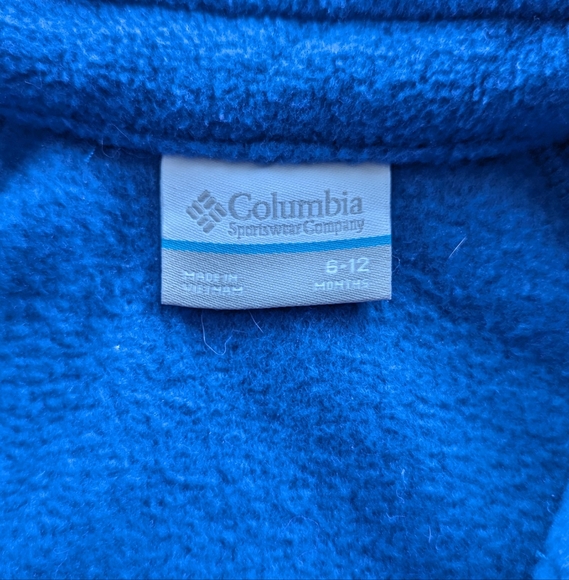 Columbia
Sportswear Company
MADE IN
VIETNAM
6-12
MONTHS